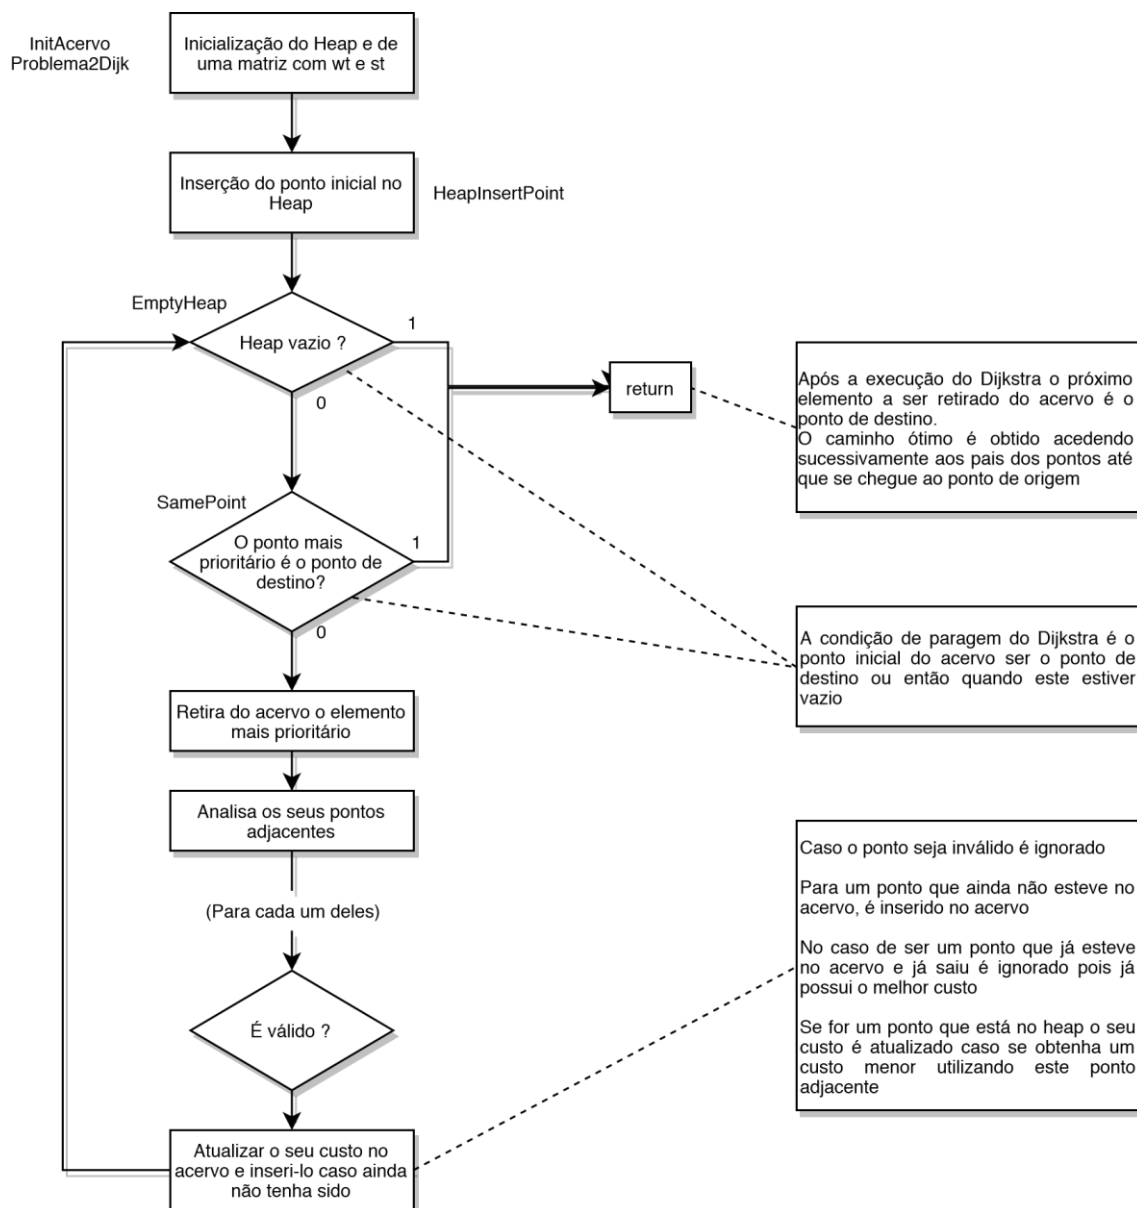 InitAcervo
Problema2Dijk
Inicialização do Heap e de
uma matriz com wt e st
Inserção do ponto inicial no
Heap
HeapInsertPoint
EmptyHeap
Heap vazio ?
1
0
return
Após a execução do Dijkstra o próximo
elemento a ser retirado do acervo é o
ponto de destino.
O caminho ótimo é obtido acedendo
sucessivamente aos pais dos pontos até
que se chegue ao ponto de origem
SamePoint
O ponto mais
prioritário é o ponto de
destino?
1
0
A condição de paragem do Dijkstra é o
ponto inicial do acervo ser o ponto de
destino ou então quando este estiver
vazio
Retira do acervo o elemento
mais prioritário
Analisa os seus pontos
adjacentes
(Para cada um deles)
É válido ?
Atualizar o seu custo no
acervo e inseri-lo caso ainda
não tenha sido
Caso o ponto seja inválido é ignorado
Para um ponto que ainda não esteve no
acervo, é inserido no acervo
No caso de ser um ponto que já esteve
no acervo e já saiu é ignorado pois já
possui o melhor custo
Se for um ponto que está no heap o seu
custo é atualizado caso se obtenha um
custo menor utilizando este ponto
adjacente